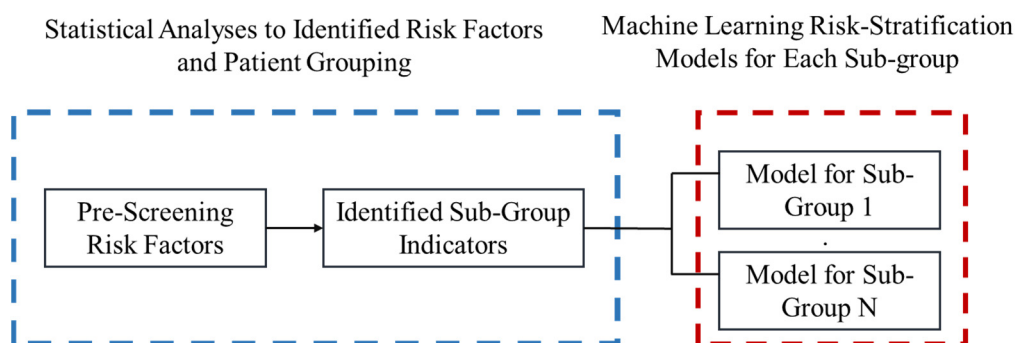 Statistical Analyses to Identified Risk Factors
and Patient Grouping
Machine Learning Risk-Stratification
Models for Each Sub-group
Pre-Screening
Risk Factors
Identified Sub-Group
Indicators
Model for Sub-
Group 1
.
Model for Sub-
Group N